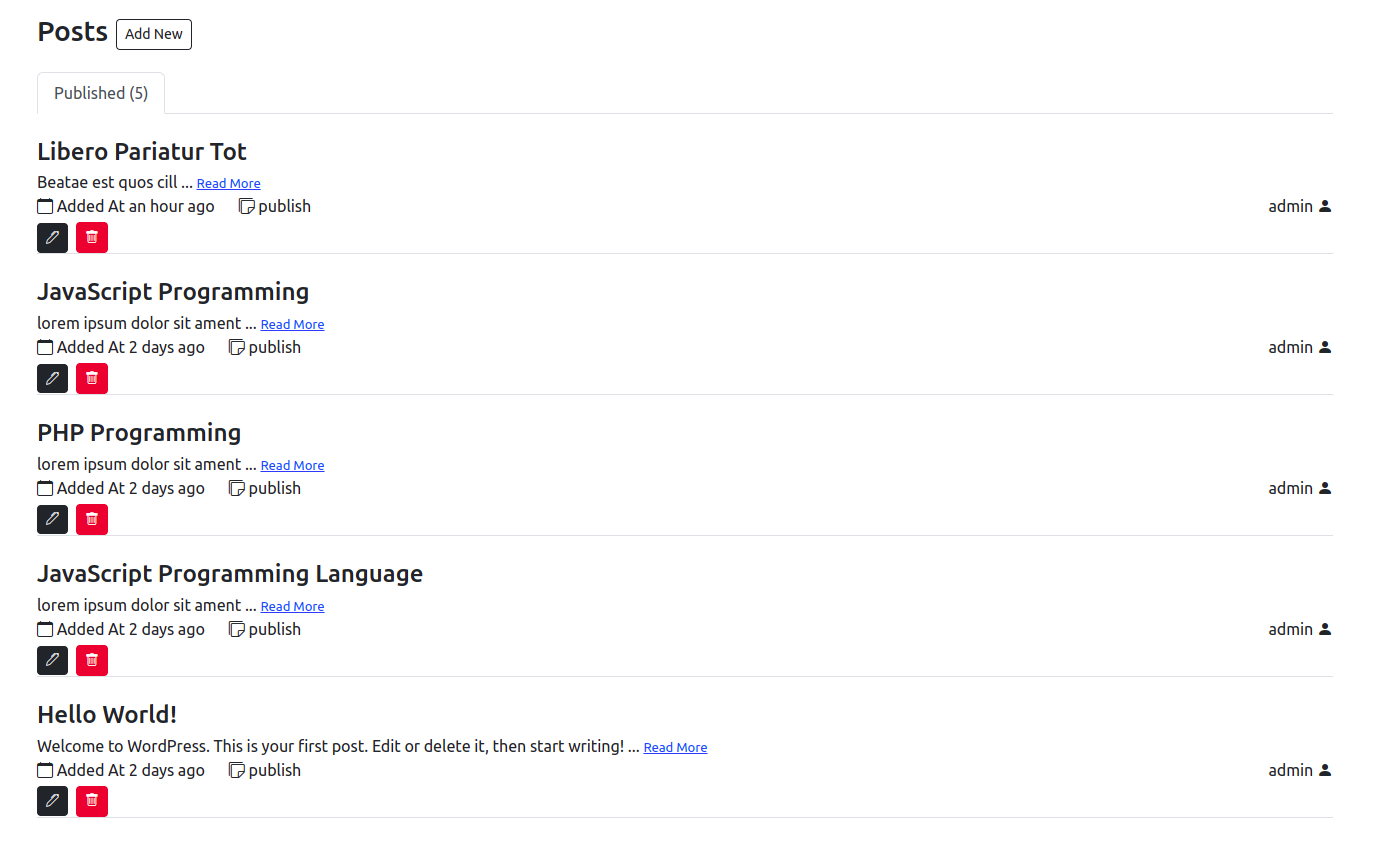 Posts Add New
Published (5)
Libero Pariatur Tot
Beatae est quos cill ... Read More
Added At an hour ago publish admin
JavaScript Programming
lorem ipsum dolor sit ament ... Read More
Added At 2 days ago publish admin
PHP Programming
lorem ipsum dolor sit ament ... Read More
Added At 2 days ago publish admin
JavaScript Programming Language
lorem ipsum dolor sit ament ... Read More
Added At 2 days ago publish admin
Hello World!
Welcome to WordPress. This is your first post. Edit or delete it, then start writing! ... Read More
Added At 2 days ago publish admin